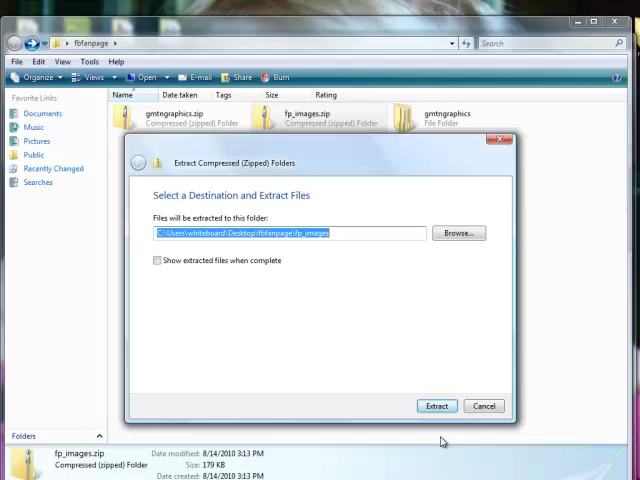 fbfanpage
Search
File Edit View Tools Help
Organize Views Open E-mail Share Burn
Favorite Links
Name Date taken Tags Size Rating
Documents
Music
Pictures
Public
Recently Changed
Searches
gmtngraphics.zip
Compressed (zipped) Folder
fp_images.zip
Compressed (zipped) Folder
gmtngraphics
File Folder
Extract Compressed (Zipped) Folders
Select a Destination and Extract Files
Files will be extracted to this folder:
C:\Users\whiteboard\Desktop\fbfanpage\fp_images
Browse...
Show extracted files when complete
Extract Cancel
Folders
fp_images.zip
Compressed (zipped) Folder
Date modified: 8/14/2010 3:13 PM
Size: 179 KB
Date created: 8/14/2010 3:13 PM